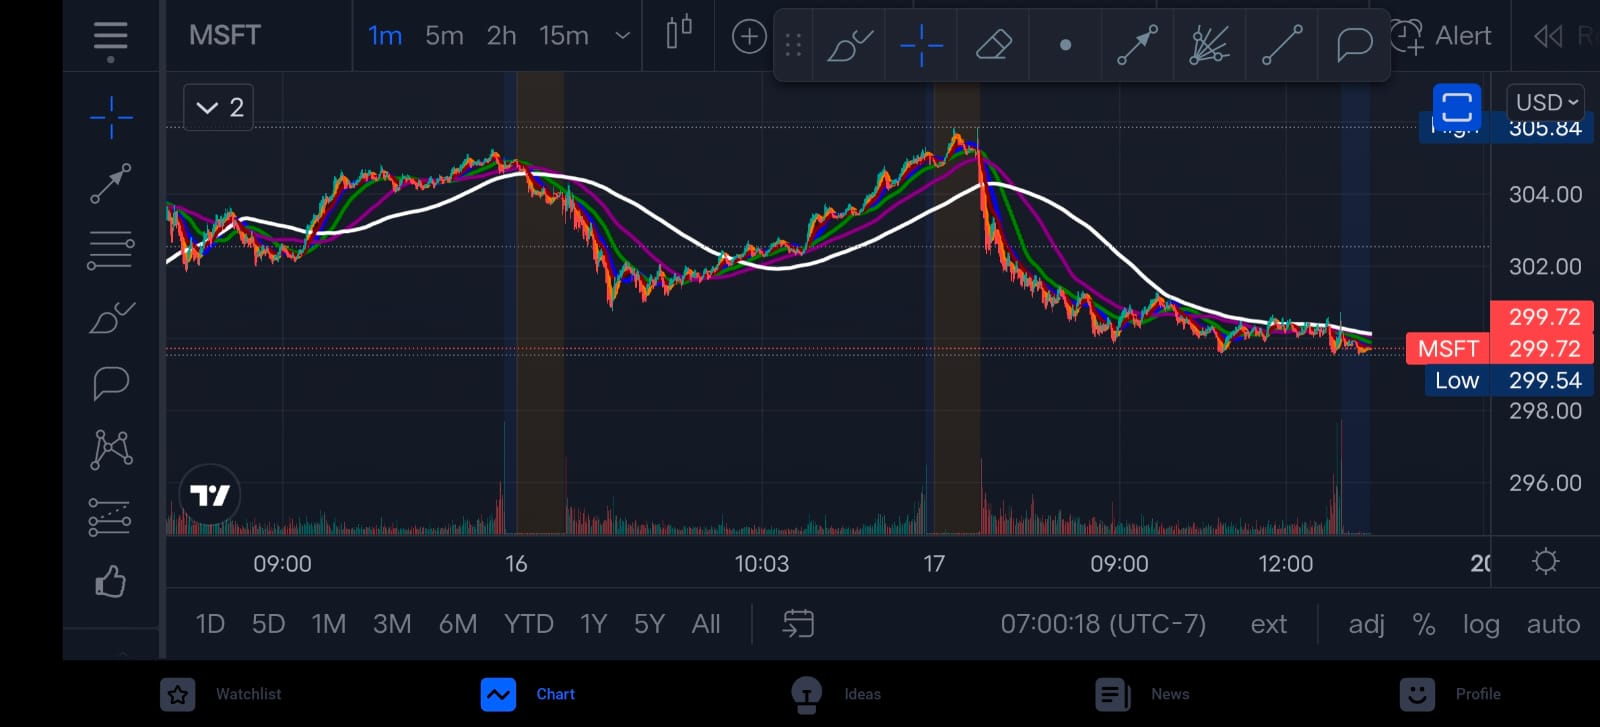 MSFT
1m 5m 2h 15m
Alert
2
USD
High 305.84
304.00
302.00
299.72
MSFT 299.72
Low 299.54
298.00
296.00
09:00 16 10:03 17 09:00 12:00
1D 5D 1M 3M 6M YTD 1Y 5Y All
07:00:18 (UTC-7) ext adj % log auto
Watchlist Chart Ideas News Profile